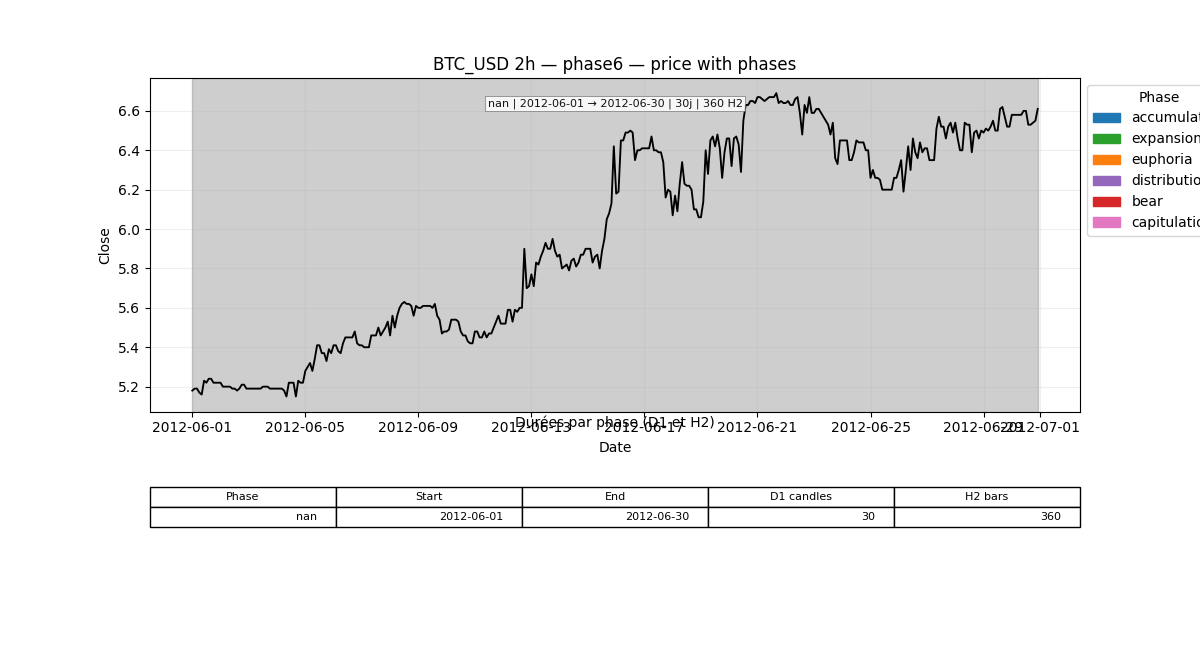 BTC_USD 2h — phase6 — price with phases
nan | 2012-06-01 → 2012-06-30 | 30j | 360 H2
Close
6.6
6.4
6.2
6.0
5.8
5.6
5.4
5.2
Phase
accumulat
expansion
euphoria
distributio
bear
capitulatio
2012-06-01 2012-06-05 2012-06-09 2012-06-13 2012-06-17 2012-06-21 2012-06-25 2012-06-29 2012-07-01
Durées par phase (D1 et H2)
Date
Phase Start End D1 candles H2 bars
nan 2012-06-01 2012-06-30 30 360